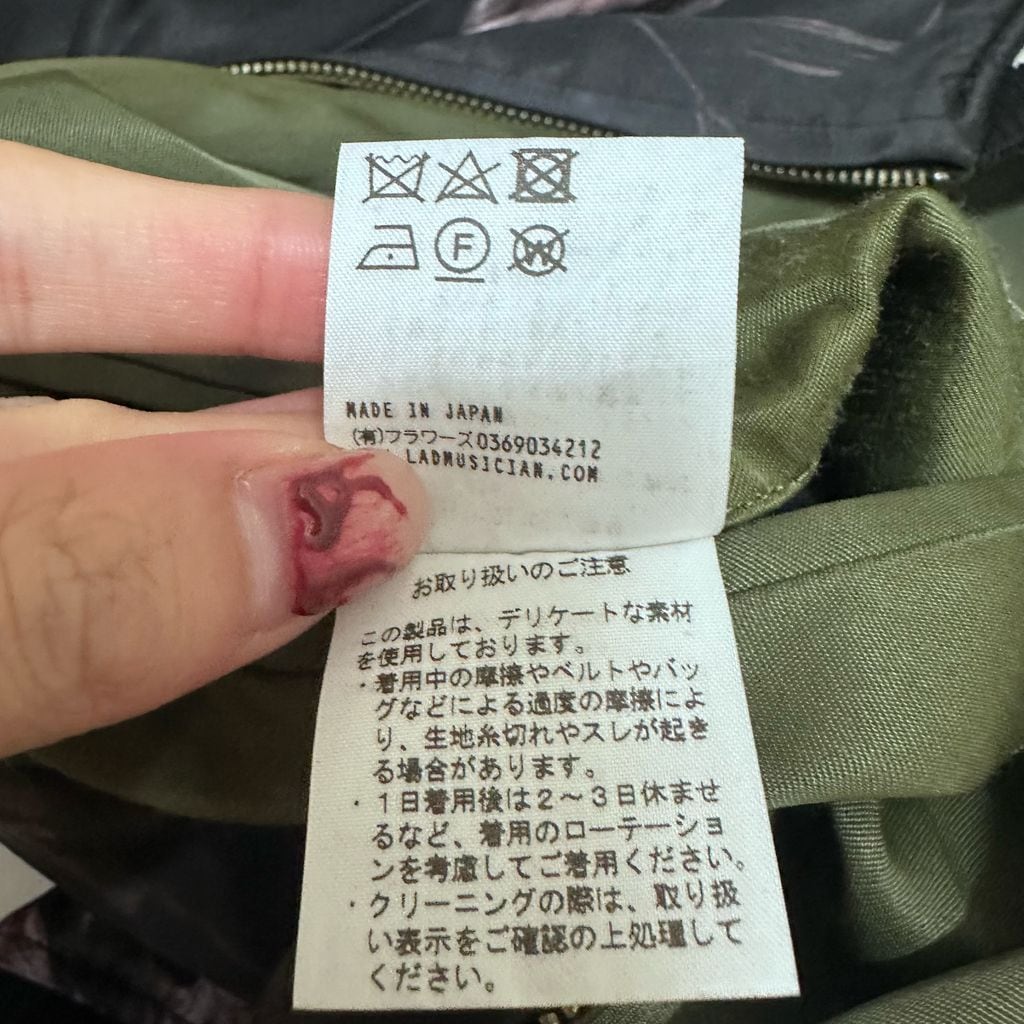 F
W
MADE IN JAPAN
(有)フラワーズ0369034212
LADMUSICIAN.COM
お取り扱いのご注意
この製品は、デリケートな素材
を使用しております。
・着用中の摩擦やベルトやバッ
グなどによる過度の摩擦によ
り、生地糸切れやスレが起き
る場合があります。
・1日着用後は2〜3日休ませ
るなど、着用のローテーショ
ンを考慮してご着用ください。
・クリーニングの際は、取り扱
い表示をご確認の上処理して
ください。